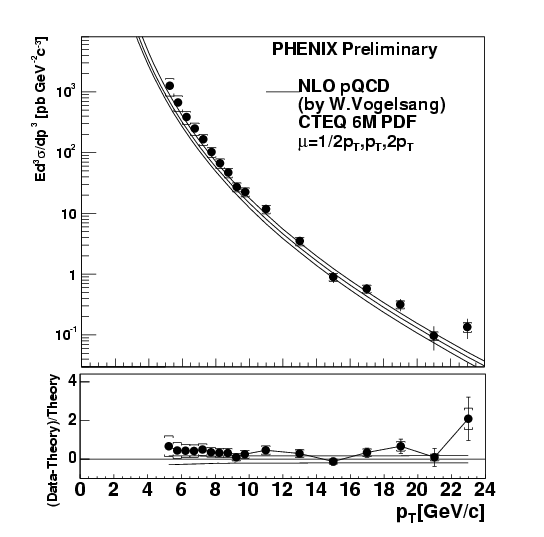 PHENIX Preliminary
NLO pQCD
(by W.Vogelsang)
CTEQ 6M PDF
μ=1/2p_T,p_T,2p_T
Ed³σ/dp³ [pb GeV⁻²c⁻³]
10³
10²
10
1
10⁻¹
(Data-Theory)/Theory
4
2
0
0 2 4 6 8 10 12 14 16 18 20 22 24
p_T[GeV/c]